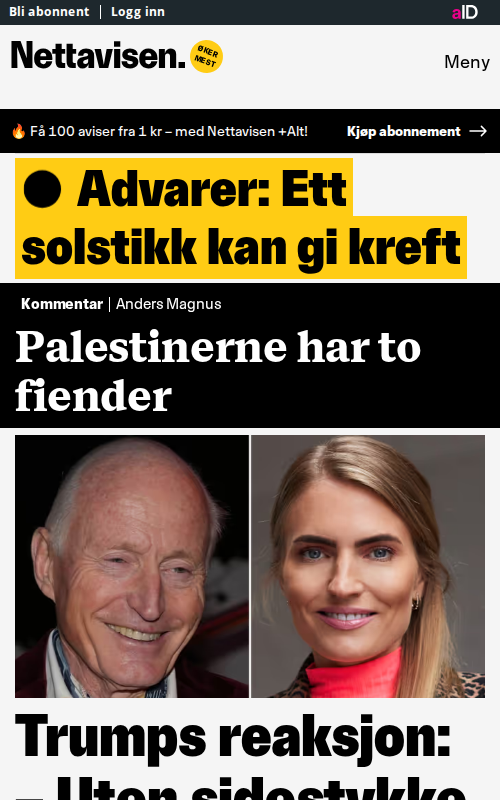 Bli abonnent | Logg inn
aID
Nettavisen.
ØKER
MEST
Meny
🔥 Få 100 aviser fra 1 kr – med Nettavisen +Alt!
Kjøp abonnement →
● Advarer: Ett
solstikk kan gi kreft
Kommentar | Anders Magnus
Palestinerne har to
fiender
Trumps reaksjon:
– Uten sidestykke